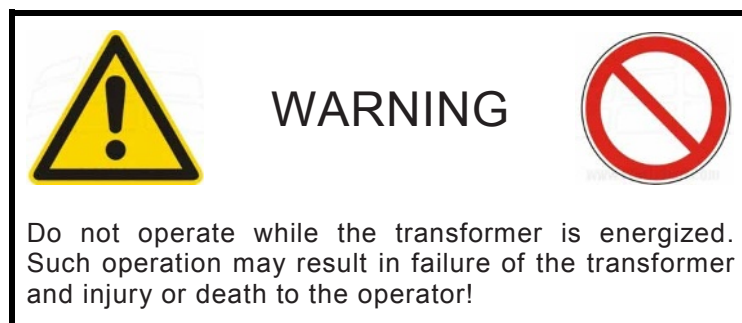 WARNING
Do not operate while the transformer is energized.
Such operation may result in failure of the transformer
and injury or death to the operator!